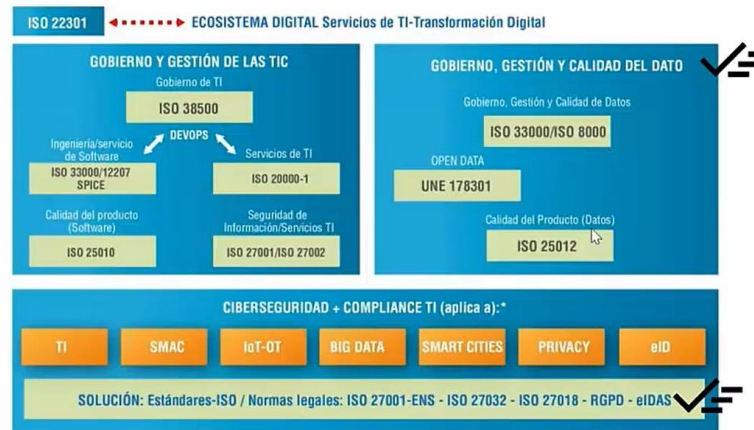 ISO 22301
ECOSISTEMA DIGITAL Servicios de TI-Transformación Digital
GOBIERNO Y GESTIÓN DE LAS TIC
Gobierno de TI
ISO 38500
DEVOPS
Ingeniería/servicio
de Software
ISO 33000/12207
SPICE
Servicios de TI
ISO 20000-1
Calidad del producto
(Software)
ISO 25010
Seguridad de
Información/Servicios TI
ISO 27001/ISO 27002
GOBIERNO, GESTIÓN Y CALIDAD DEL DATO
Gobierno, Gestión y Calidad de Datos
ISO 33000/ISO 8000
OPEN DATA
UNE 178301
Calidad del Producto (Datos)
ISO 25012
CIBERSEGURIDAD + COMPLIANCE TI (aplica a):*
TI
SMAC
IoT-OT
BIG DATA
SMART CITIES
PRIVACY
eID
SOLUCIÓN: Estándares-ISO / Normas legales: ISO 27001-ENS - ISO 27032 - ISO 27018 - RGPD - eIDAS